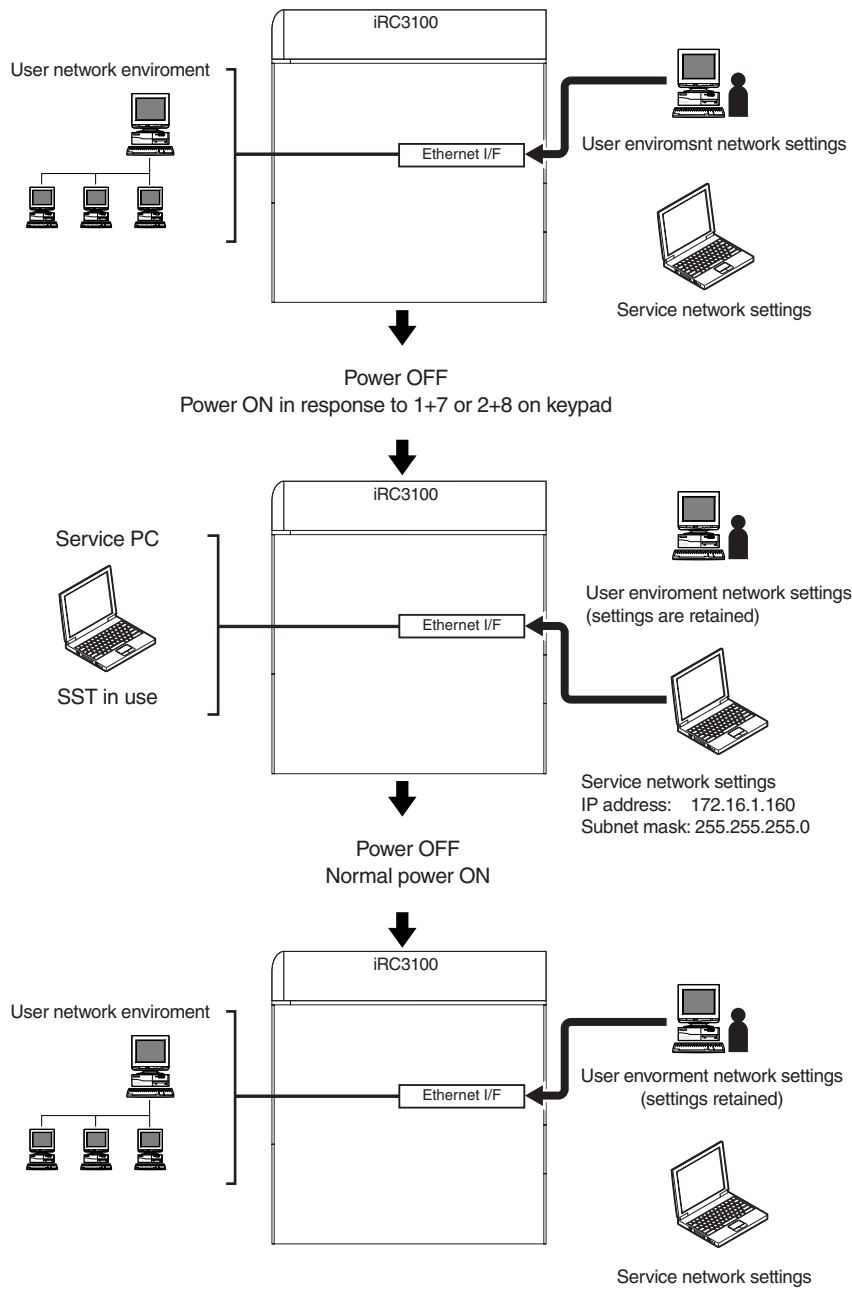 iRC3100
User network enviroment
Ethernet I/F
User enviromsnt network settings
Service network settings
Power OFF
Power ON in response to 1+7 or 2+8 on keypad
iRC3100
Service PC
SST in use
Ethernet I/F
User enviroment network settings
(settings are retained)
Service network settings
IP address: 172.16.1.160
Subnet mask: 255.255.255.0
Power OFF
Normal power ON
iRC3100
User network enviroment
Ethernet I/F
User envorment network settings
(settings retained)
Service network settings